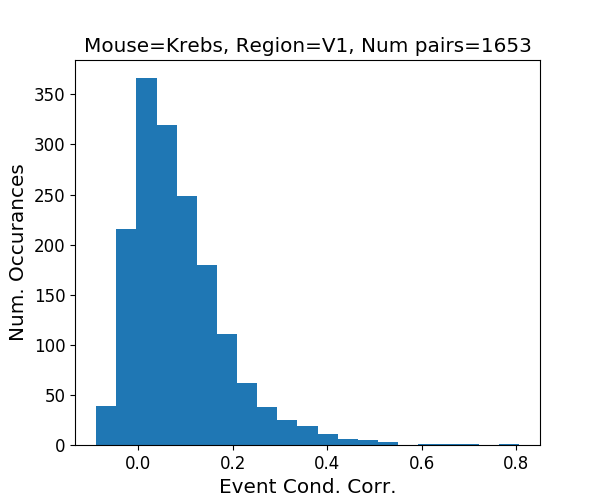 Mouse=Krebs, Region=V1, Num pairs=1653
350
300
250
200
150
100
50
0
Num. Occurances
0.0 0.2 0.4 0.6 0.8
Event Cond. Corr.